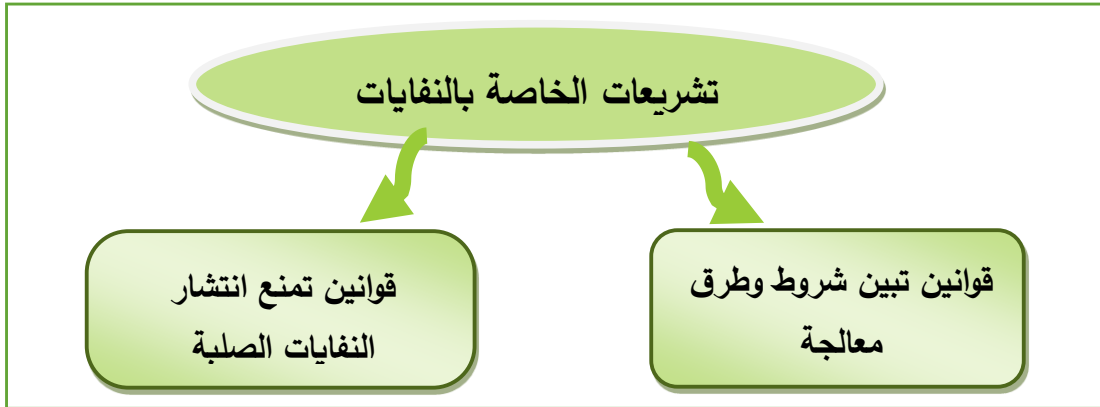 تشريعات الخاصة بالنفايات
قوانين تبين شروط وطرق
معالجة
قوانين تمنع انتشار
النفايات الصلبة